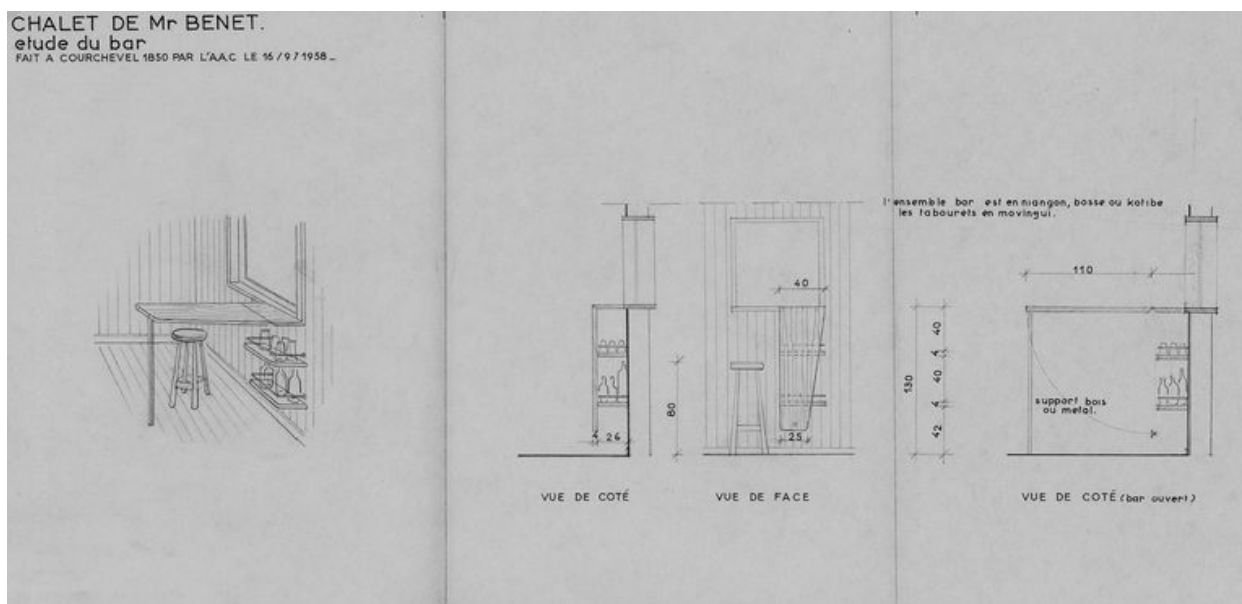 CHALET DE Mr BENET.
etude du bar
FAIT A COURCHEVEL 1850 PAR L'A.A.C LE 16/9/1958_
l'ensemble bar est en niangon, bosse ou kotibe
les tabourets en movingui.
110
40
40
4
40
4
42
130
80
4 26
25
support bois
ou metal.
VUE DE COTÉ
VUE DE FACE
VUE DE COTÉ (bar ouvert)